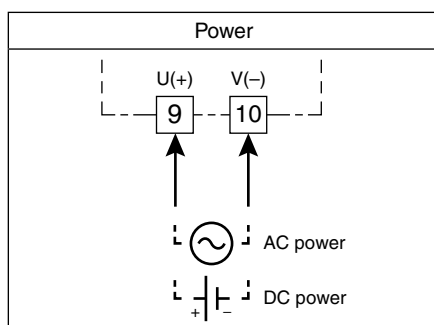 Power
U(+) V(–)
9 10
AC power
+ – DC power